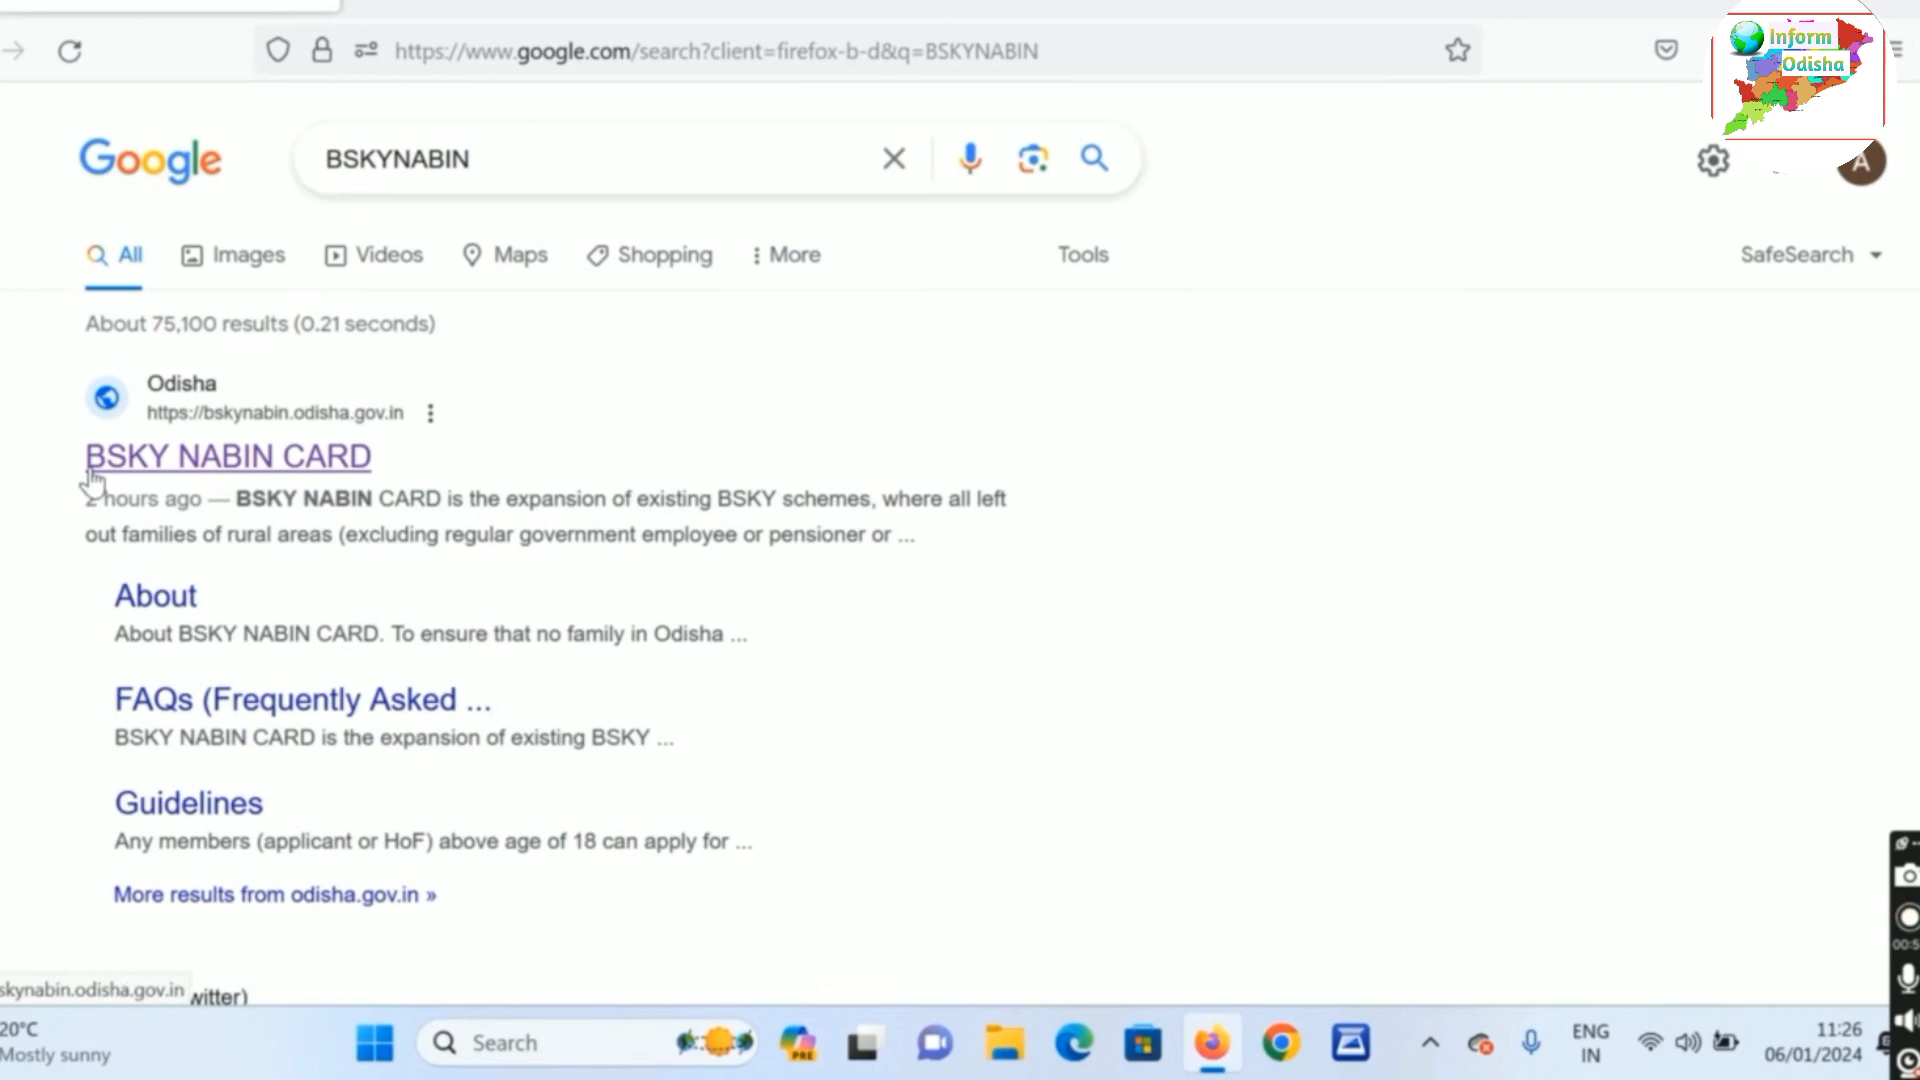 https://www.google.com/search?client=firefox-b-d&q=BSKYNABIN
Inform
Odisha
Google
BSKYNABIN
A
All
Images
Videos
Maps
Shopping
More
Tools
SafeSearch
About 75,100 results (0.21 seconds)
Odisha
https://bskynabin.odisha.gov.in
BSKY NABIN CARD
hours ago — BSKY NABIN CARD is the expansion of existing BSKY schemes, where all left
out families of rural areas (excluding regular government employee or pensioner or ...
About
About BSKY NABIN CARD. To ensure that no family in Odisha ...
FAQs (Frequently Asked ...
BSKY NABIN CARD is the expansion of existing BSKY ...
Guidelines
Any members (applicant or HoF) above age of 18 can apply for ...
More results from odisha.gov.in »
skynabin.odisha.gov.in
witter)
20°C
Mostly sunny
Search
PRE
ENG
IN
11:26
06/01/2024
00:5